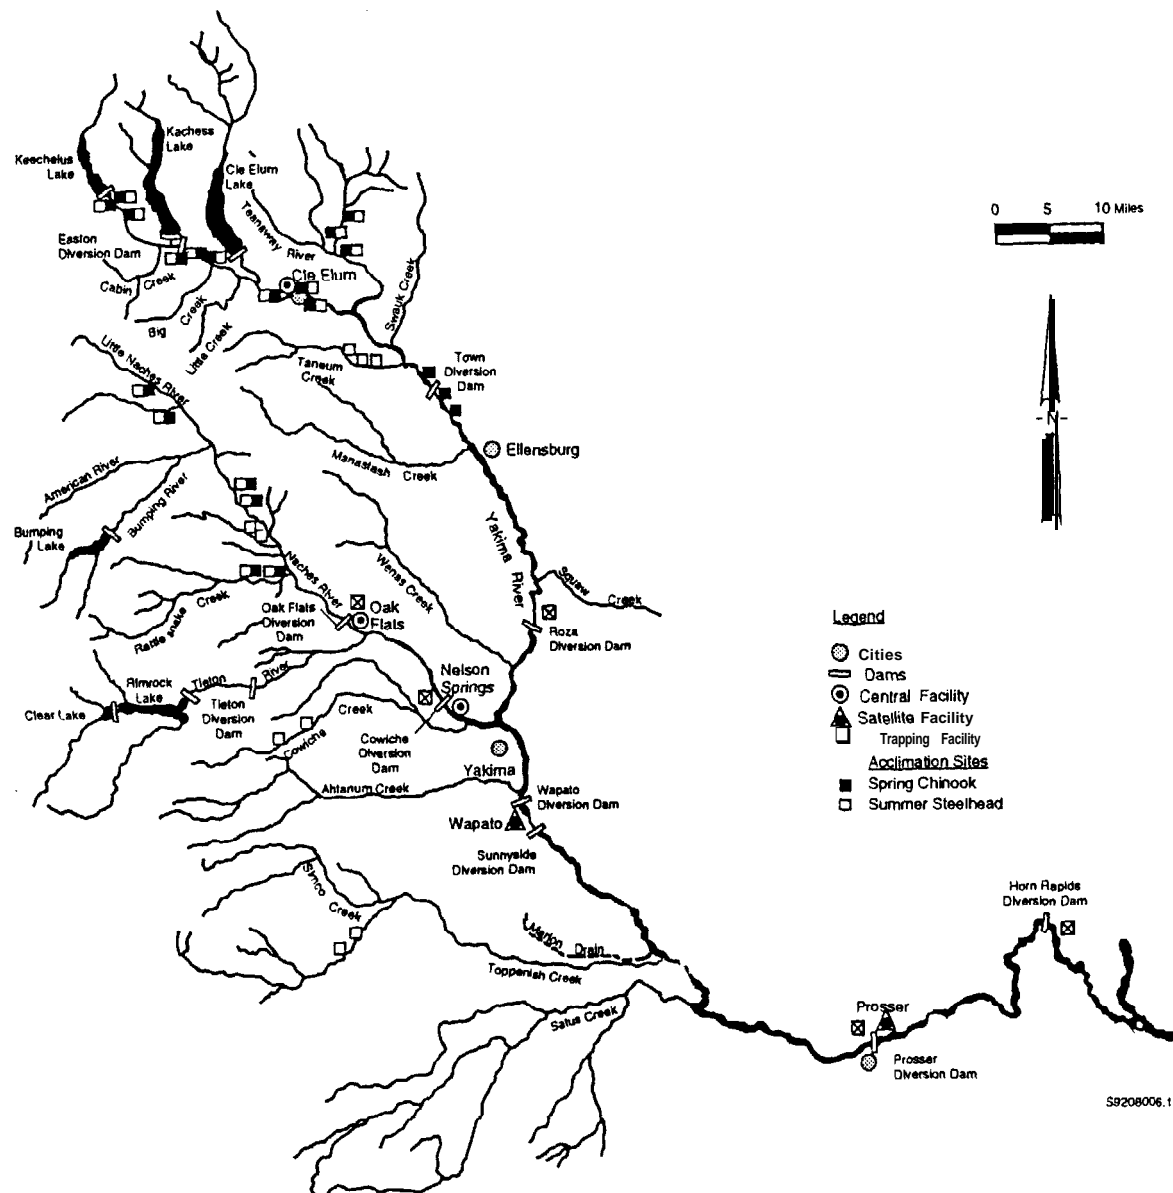 Kachess
Lake
Keechelus
Lake
Cle Elum
Lake
Teanaway River
Easton
Diversion Dam
Cle Elum
Cabin Creek
Big Creek
Little Creek
Swauk Creek
0 5 10 Miles
Little Naches River
Taneum
Creek
Town
Diversion
Dam
N
Ellensburg
Manastash Creek
American River
Bumping River
Bumping
Lake
Yakima River
Naches River
Wenas Creek
Squaw Creek
Rattle snake Creek
Oak Flats
Diversion
Dam
Oak
Flats
Roza
Diversion Dam
Legend
Cities
Dams
Central Facility
Satellite Facility
Trapping Facility
Acclimation Sites
Spring Chinook
Summer Steelhead
Nelson
Springs
Rimrock
Lake
Tieton River
Clear Lake
Tieton
Diversion
Dam
Cowiche Creek
Cowiche
Diversion
Dam
Yakima
Ahtanum Creek
Wapato
Diversion Dam
Wapato
Sunnyside
Diversion Dam
Simco Creek
Marion Drain
Toppenish Creek
Satus Creek
Horn Rapids
Diversion Dam
Prosser
Prosser
Diversion Dam
S9208006.1